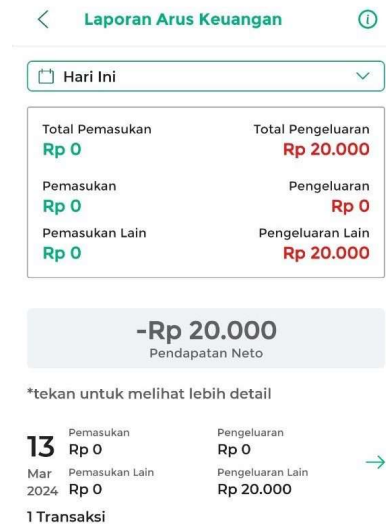 Laporan Arus Keuangan
Hari Ini
Total Pemasukan Total Pengeluaran
Rp 0 Rp 20.000
Pemasukan Pengeluaran
Rp 0 Rp 0
Pemasukan Lain Pengeluaran Lain
Rp 0 Rp 20.000
-Rp 20.000
Pendapatan Neto
*tekan untuk melihat lebih detail
13 Pemasukan Pengeluaran
Rp 0 Rp 0
Mar Pemasukan Lain Pengeluaran Lain
2024 Rp 0 Rp 20.000
1 Transaksi